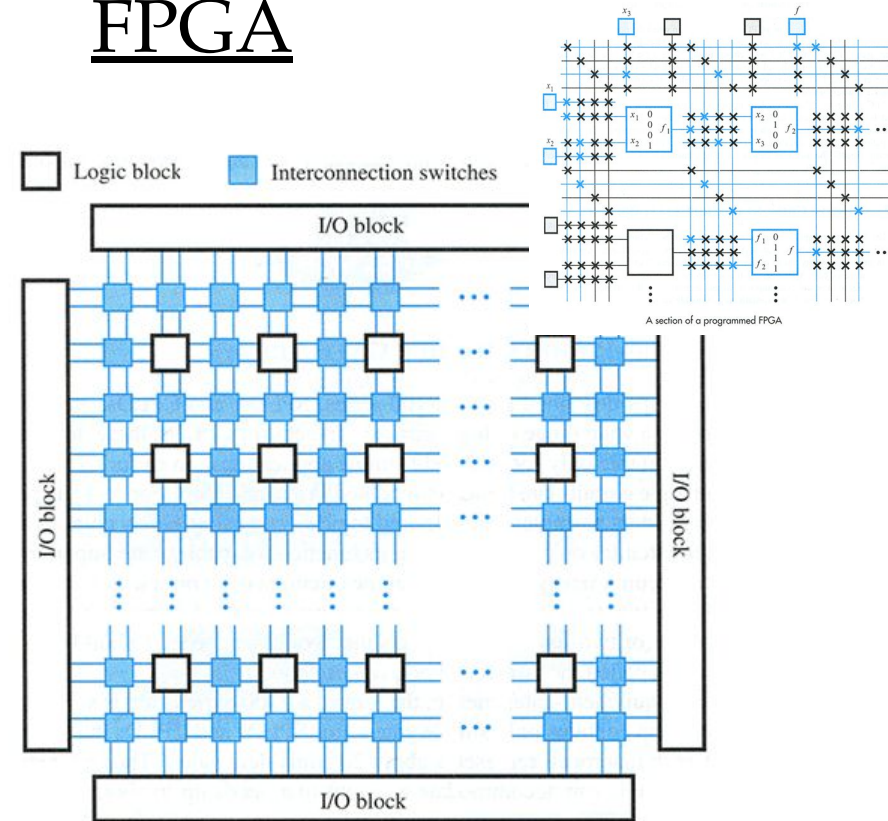 FPGA
x3
f
x1
x1 0
0
f1
0
x2 1
x2 0
1
f2
0
x3 0
x2
Logic block
Interconnection switches
I/O block
f1 0
1
f
1
f2 1
A section of a programmed FPGA
I/O block
I/O block
I/O block